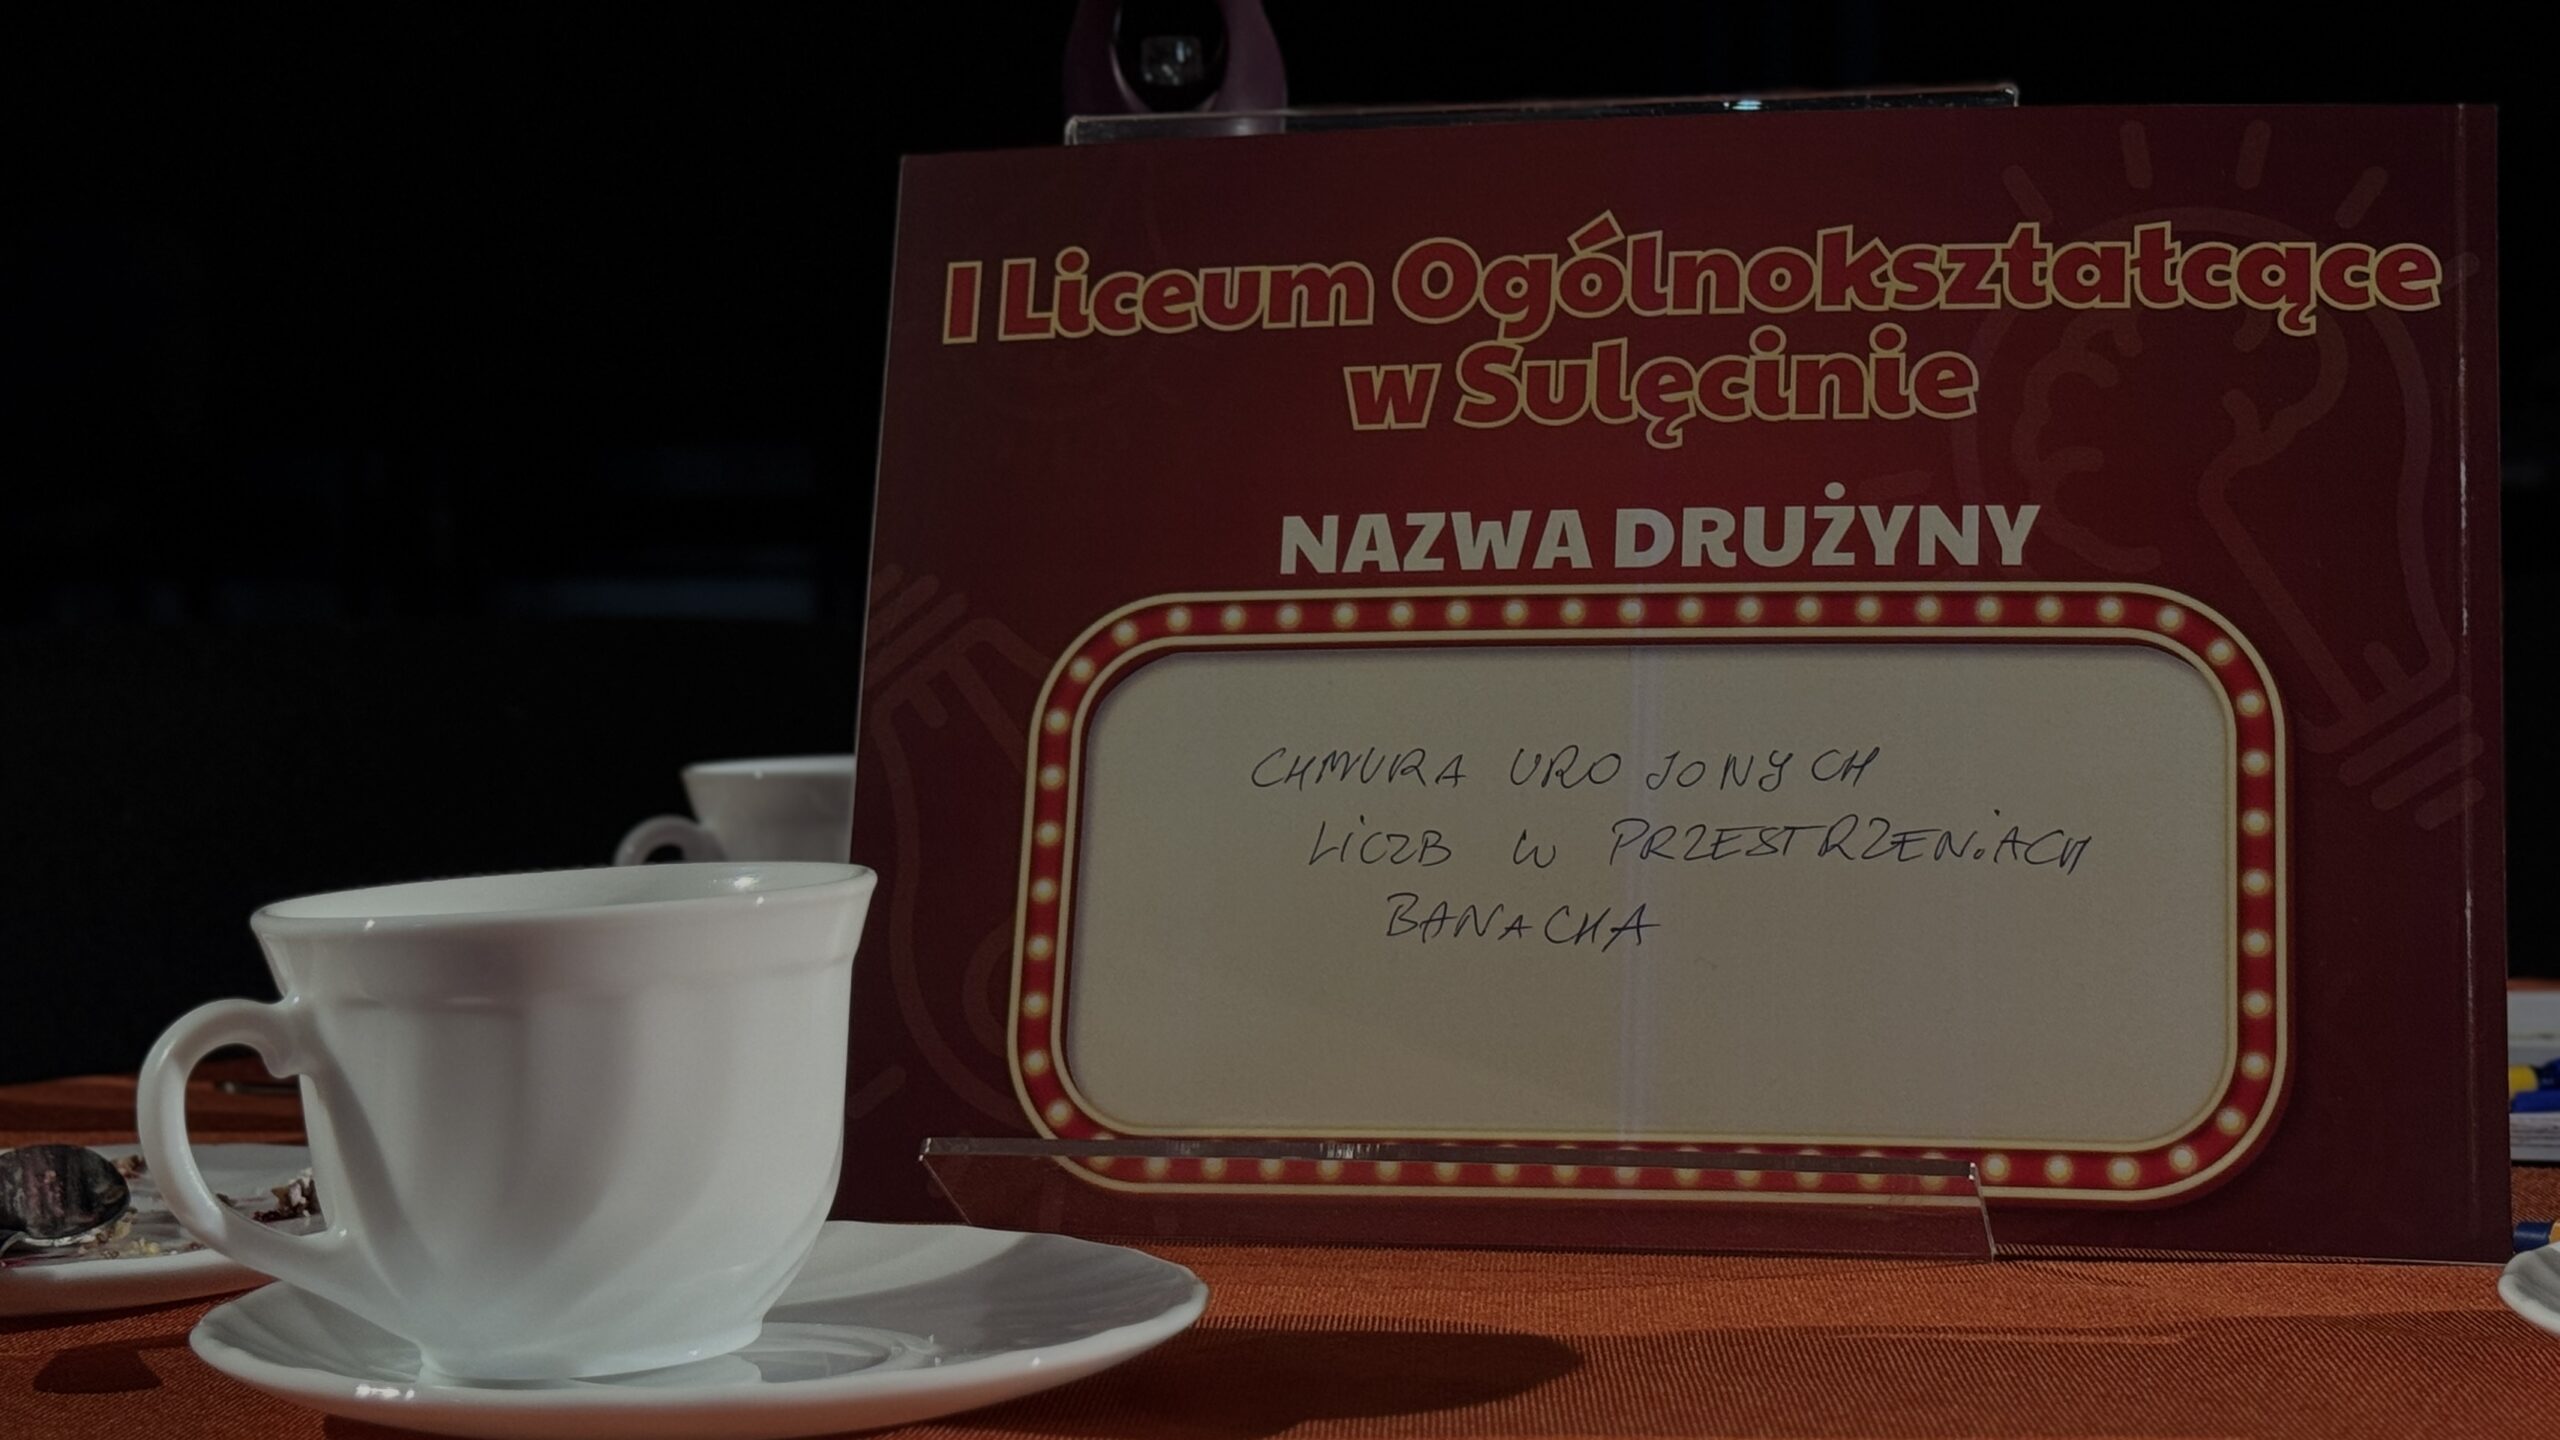 I Liceum Ogólnokształcące
w Sulęcinie
NAZWA DRUŻYNY
CHMURA UROJONYCH
LICZB W PRZESTRZENiACH
BANACHA